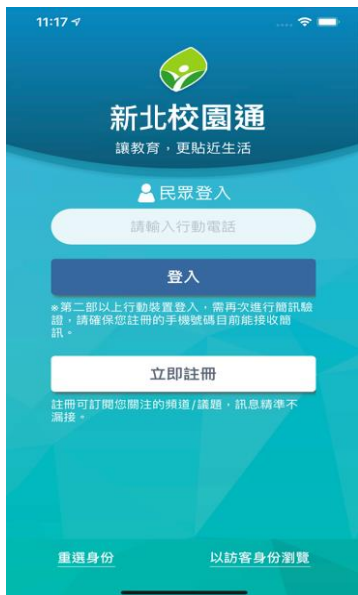 11:17
新北校園通
讓教育，更貼近生活
民眾登入
請輸入行動電話
登入
※第二部以上行動裝置登入，需再次進行簡訊驗
證，請確保您註冊的手機號碼目前能接收簡
訊。
立即註冊
註冊可訂閱您關注的頻道/議題，訊息精準不
漏接。
重選身份
以訪客身份瀏覽